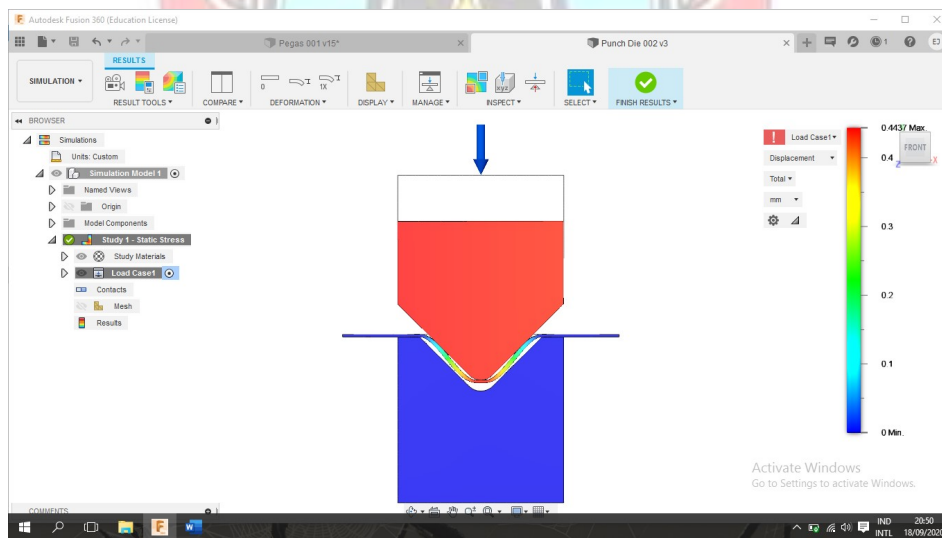 Autodesk Fusion 360 (Education License)
Pegas 001 v15*
Punch Die 002 v3
1
EJ
RESULTS
SIMULATION
0
1X
RESULT TOOLS
COMPARE
DEFORMATION
DISPLAY
MANAGE
INSPECT
SELECT
FINISH RESULTS
BROWSER
Simulations
Units: Custom
Simulation Model 1
Named Views
Origin
Model Components
Study 1 - Static Stress
Study Materials
Load Case1
Contacts
Mesh
Results
Load Case1
Displacement
Total
mm
0.4437 Max.
0.4
0.3
0.2
0.1
0 Min.
FRONT
Z
X
Activate Windows
Go to Settings to activate Windows.
COMMENTS
IND
INTL
20:50
18/09/2020